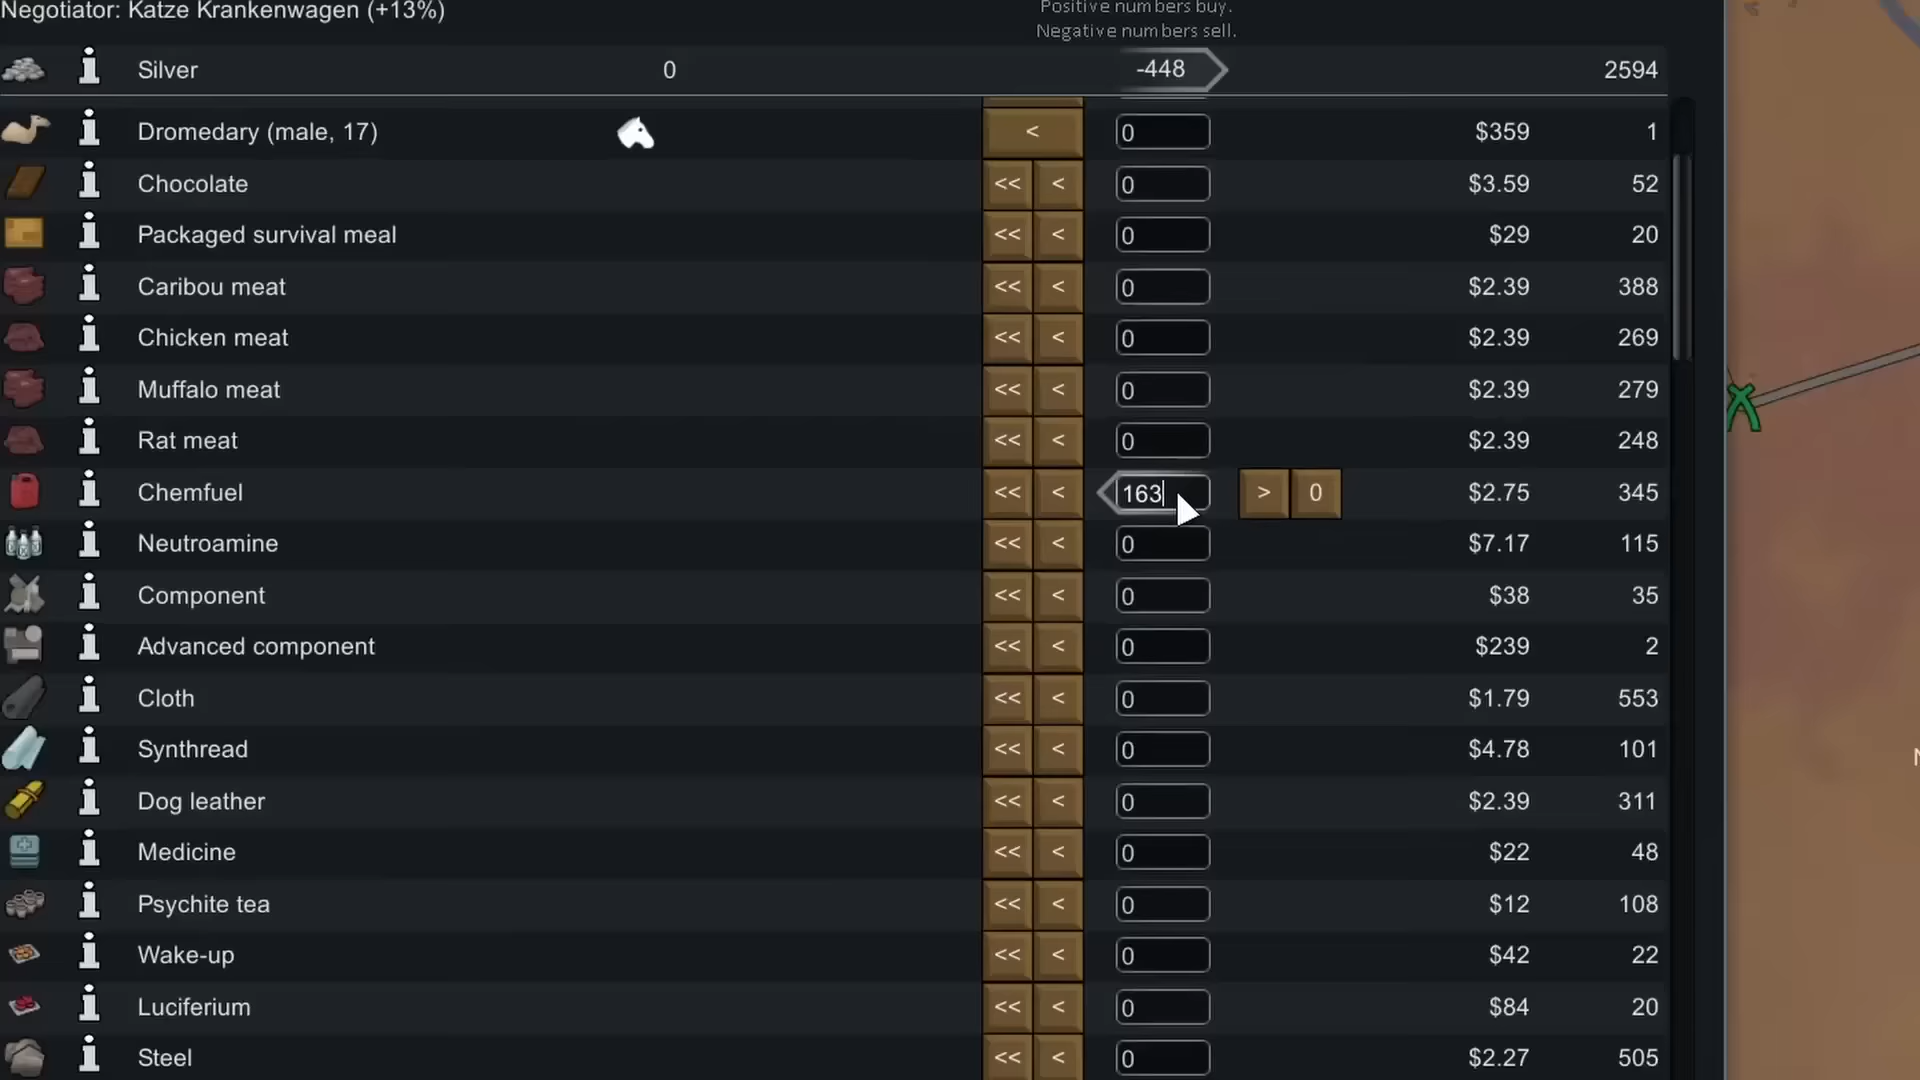 Negotiator: Katze Krankenwagen (+13%)
Positive numbers buy.
Negative numbers sell.
Silver 0 -448 2594
Dromedary (male, 17) < 0 $359 1
Chocolate << < 0 $3.59 52
Packaged survival meal << < 0 $29 20
Caribou meat << < 0 $2.39 388
Chicken meat << < 0 $2.39 269
Muffalo meat << < 0 $2.39 279
Rat meat << < 0 $2.39 248
Chemfuel << < 163 > 0 $2.75 345
Neutroamine << < 0 $7.17 115
Component << < 0 $38 35
Advanced component << < 0 $239 2
Cloth << < 0 $1.79 553
Synthread << < 0 $4.78 101
Dog leather << < 0 $2.39 311
Medicine << < 0 $22 48
Psychite tea << < 0 $12 108
Wake-up << < 0 $42 22
Luciferium << < 0 $84 20
Steel << < 0 $2.27 505